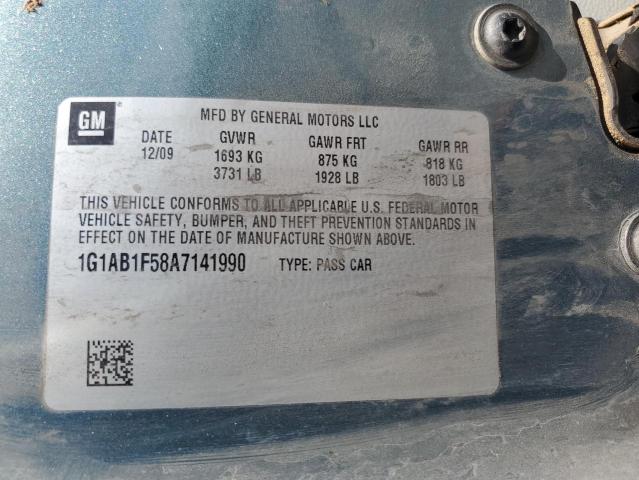 GM
MFD BY GENERAL MOTORS LLC
DATE GVWR GAWR FRT GAWR RR
12/09 1693 KG 875 KG 818 KG
3731 LB 1928 LB 1803 LB
THIS VEHICLE CONFORMS TO ALL APPLICABLE U.S. FEDERAL MOTOR
VEHICLE SAFETY, BUMPER, AND THEFT PREVENTION STANDARDS IN
EFFECT ON THE DATE OF MANUFACTURE SHOWN ABOVE.
1G1AB1F58A7141990 TYPE: PASS CAR